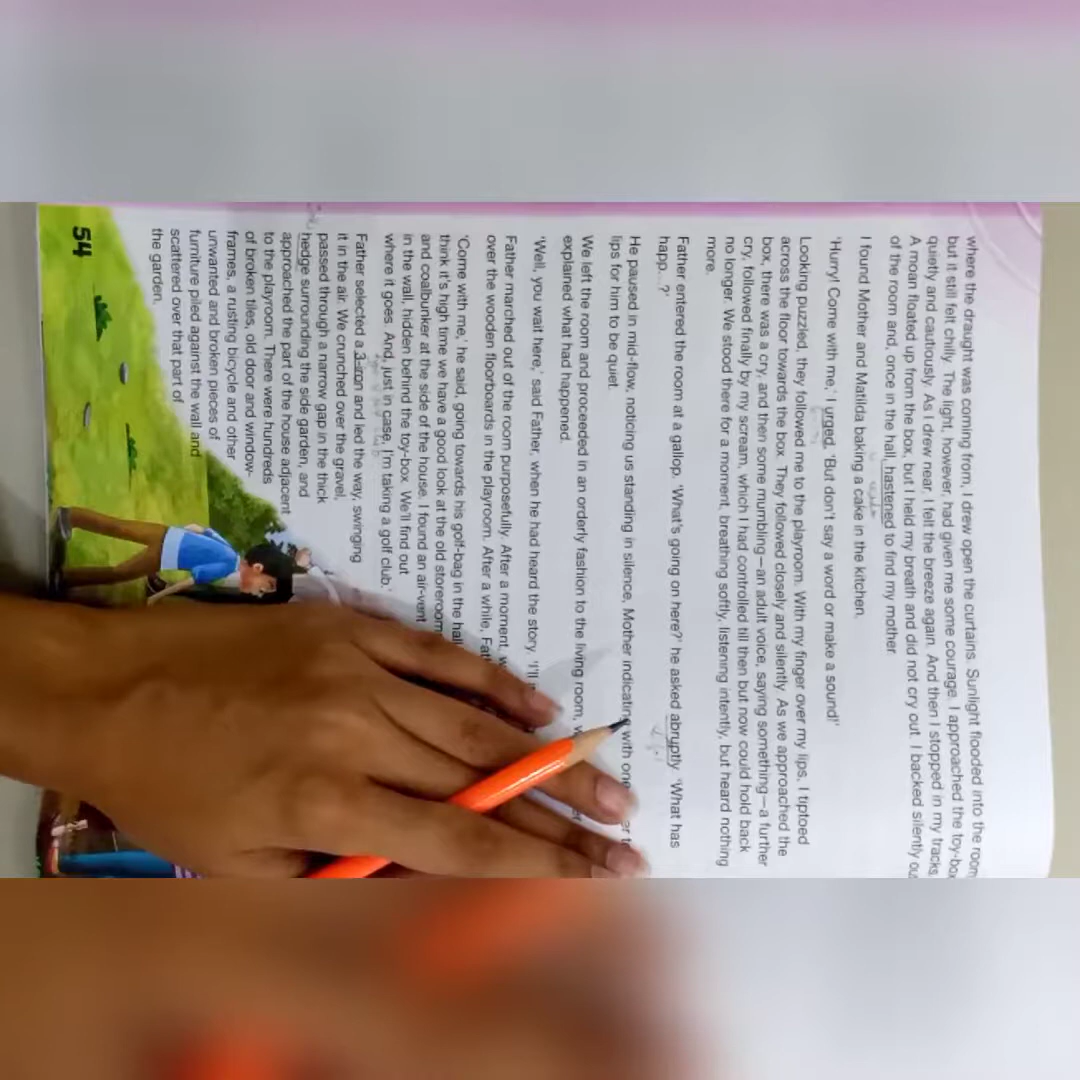 where the draught was coming from, I drew open the curtains. Sunlight flooded into the room
but it still felt chilly. The light, however, had given me some courage. I approached the toy-box
quietly and cautiously. As I drew near, I felt the breeze again. And then I stopped in my tracks.
A moan floated up from the box, but I held my breath and did not cry out. I backed silently out
of the room and, once in the hall, hastened to find my mother
I found Mother and Matilda baking a cake in the kitchen.
'Hurry! Come with me,' I urged. 'But don't say a word or make a sound!'
Looking puzzled, they followed me to the playroom. With my finger over my lips, I tiptoed
across the floor towards the box. They followed closely and silently. As we approached the
box, there was a cry, and then some mumbling—an adult voice, saying something—a further
cry, followed finally by my scream, which I had controlled till then but now could hold back
no longer. We stood there for a moment, breathing softly, listening intently, but heard nothing
more.
Father entered the room at a gallop. 'What's going on here?' he asked abruptly. 'What has
happ...?'
He paused in mid-flow, noticing us standing in silence, Mother indicating with one
lips for him to be quiet.
We left the room and proceeded in an orderly fashion to the living room,
explained what had happened.
'Well, you wait here,' said Father, when he had heard the story. 'I'll
Father marched out of the room purposefully. After a moment,
over the wooden floorboards in the playroom. After a while,
'Come with me,' he said, going towards his golf-bag in the hall
think it's high time we have a good look at the old storeroom
and coalbunker at the side of the house. I found an air-vent
in the wall, hidden behind the toy-box. We'll find out
where it goes. And, just in case, I'm taking a golf club.'
Father selected a 3-iron and led the way, swinging
it in the air. We crunched over the gravel,
passed through a narrow gap in the thick
hedge surrounding the side garden, and
approached the part of the house adjacent
to the playroom. There were hundreds
of broken tiles, old door and window-
frames, a rusting bicycle and other
unwanted and broken pieces of
furniture piled against the wall and
scattered over that part of
the garden.
54